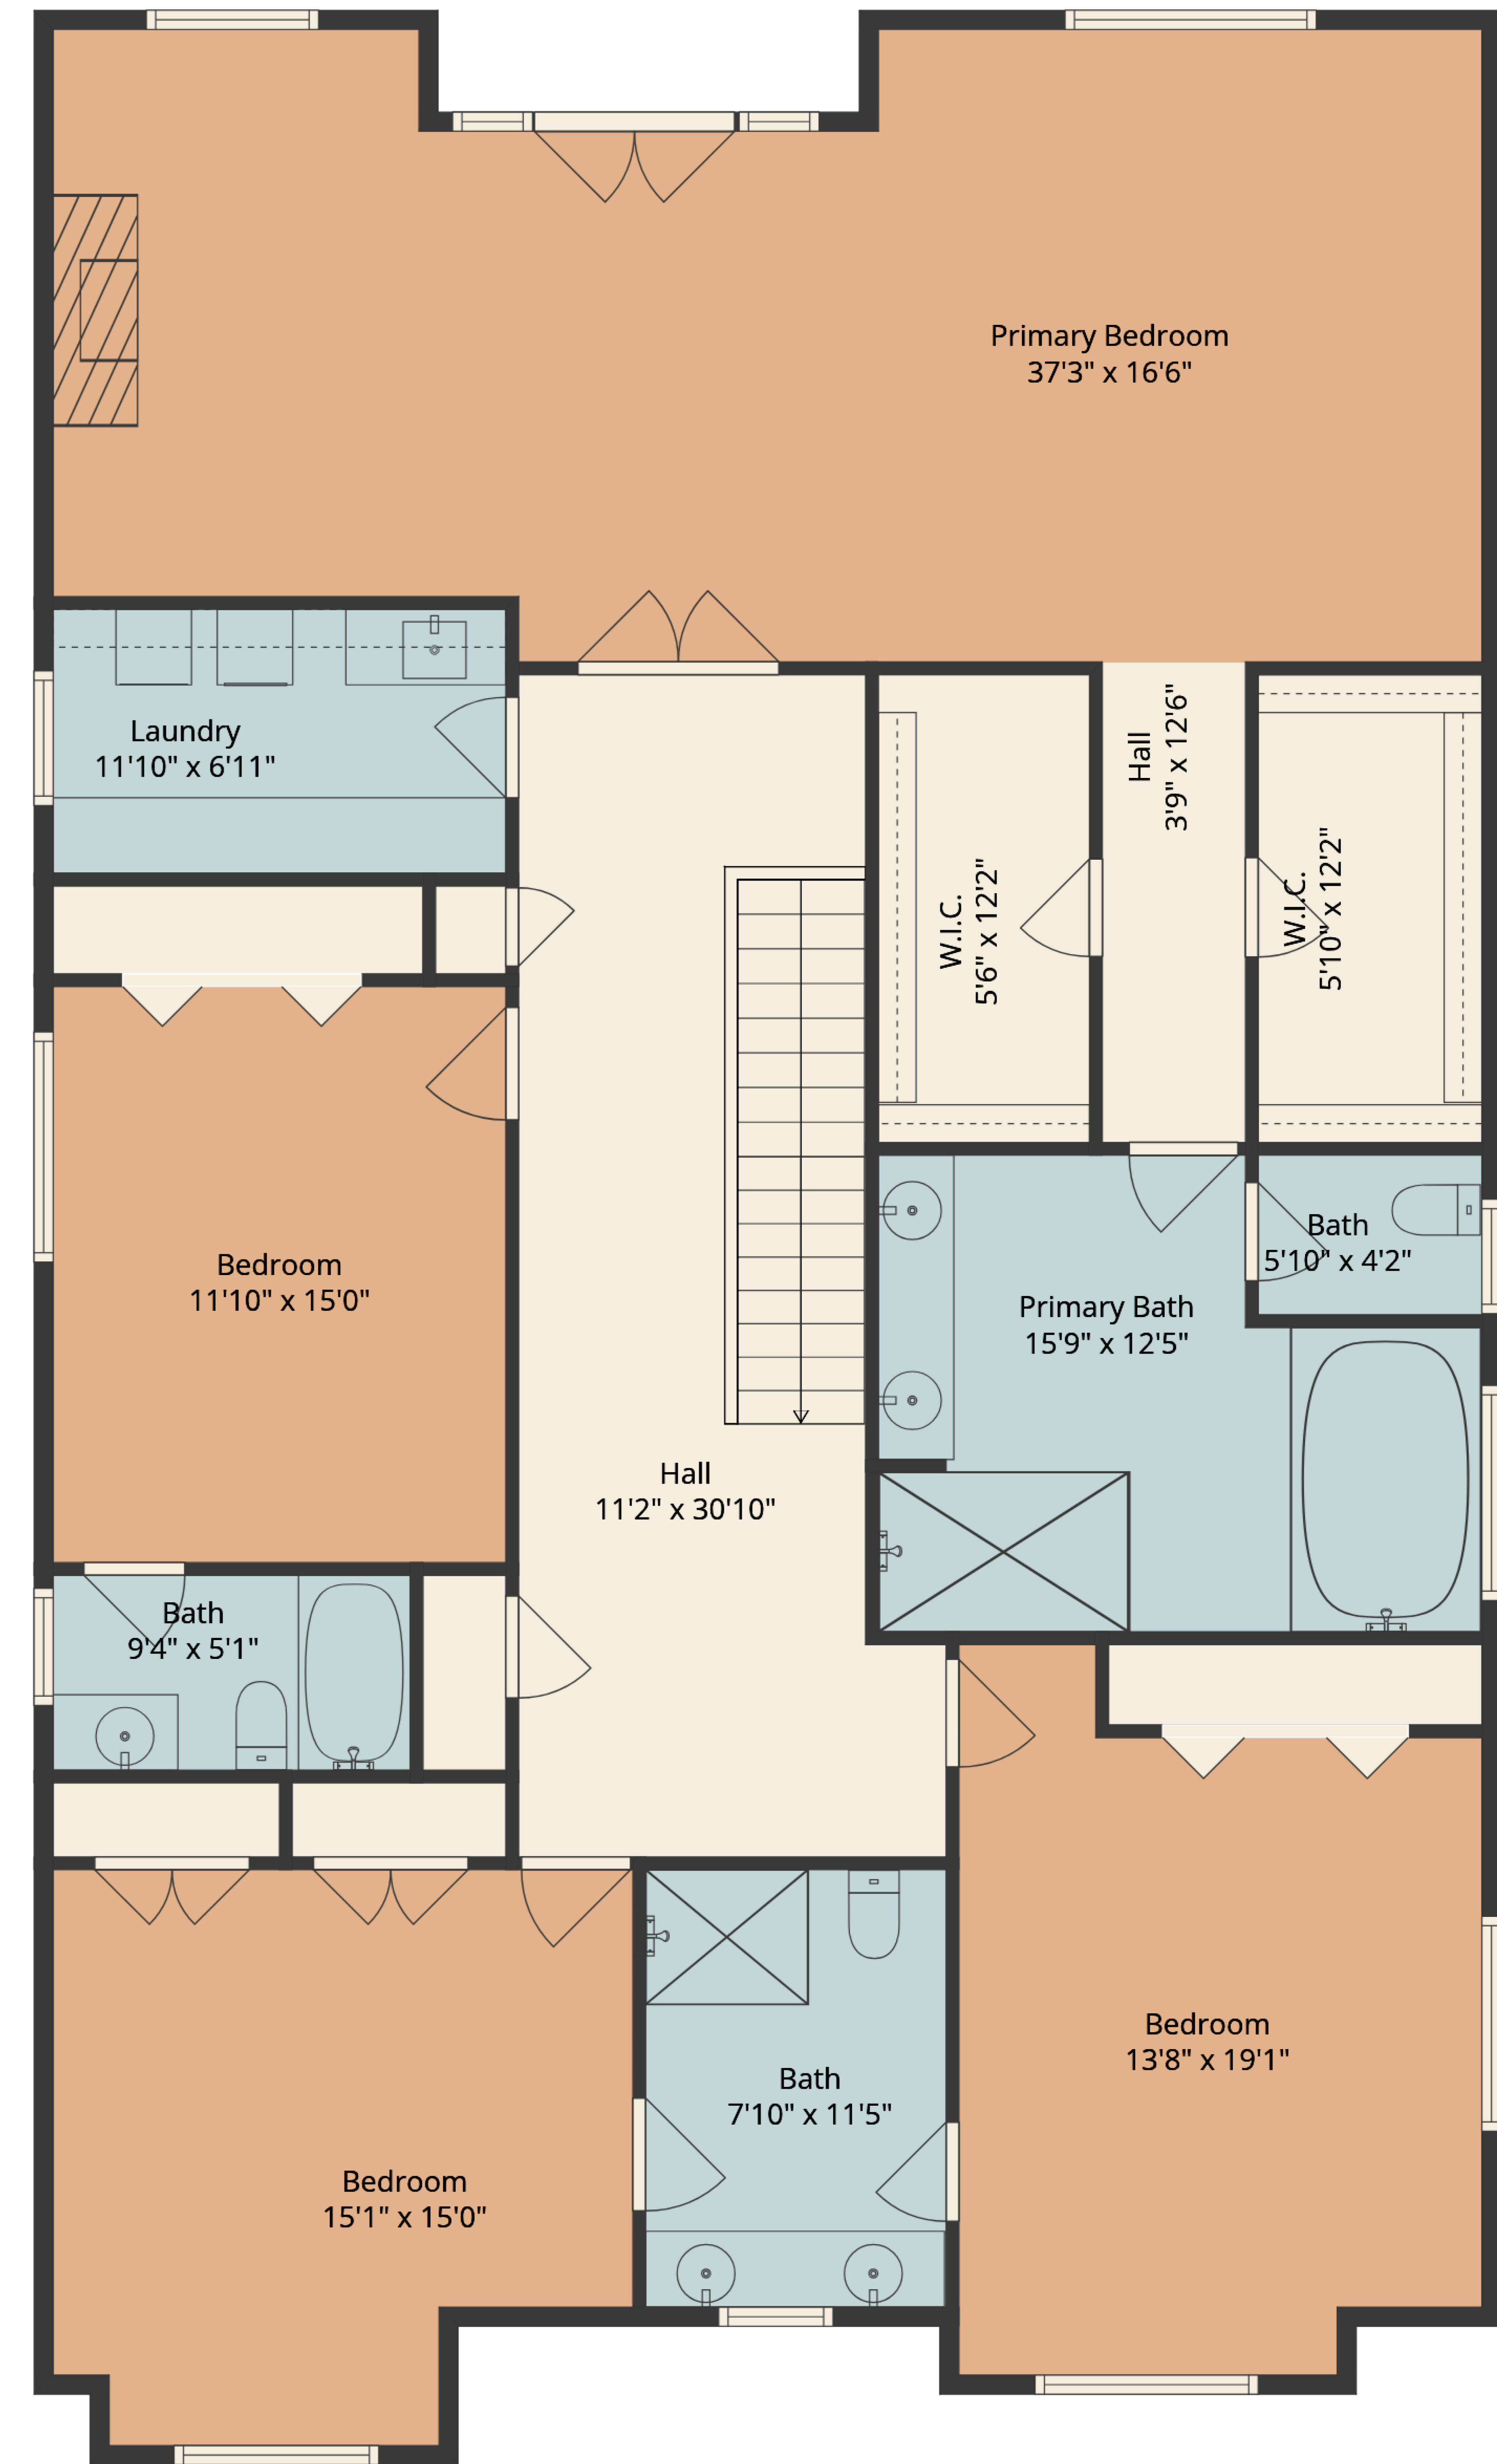 Primary Bedroom
37'3" x 16'6"
Laundry
11'10" x 6'11"
Hall
3'9" x 12'6"
W.I.C.
5'6" x 12'2"
W.I.C.
5'10" x 12'2"
Bedroom
11'10" x 15'0"
Bath
5'10" x 4'2"
Primary Bath
15'9" x 12'5"
Hall
11'2" x 30'10"
Bath
9'4" x 5'1"
Bedroom
13'8" x 19'1"
Bath
7'10" x 11'5"
Bedroom
15'1" x 15'0"